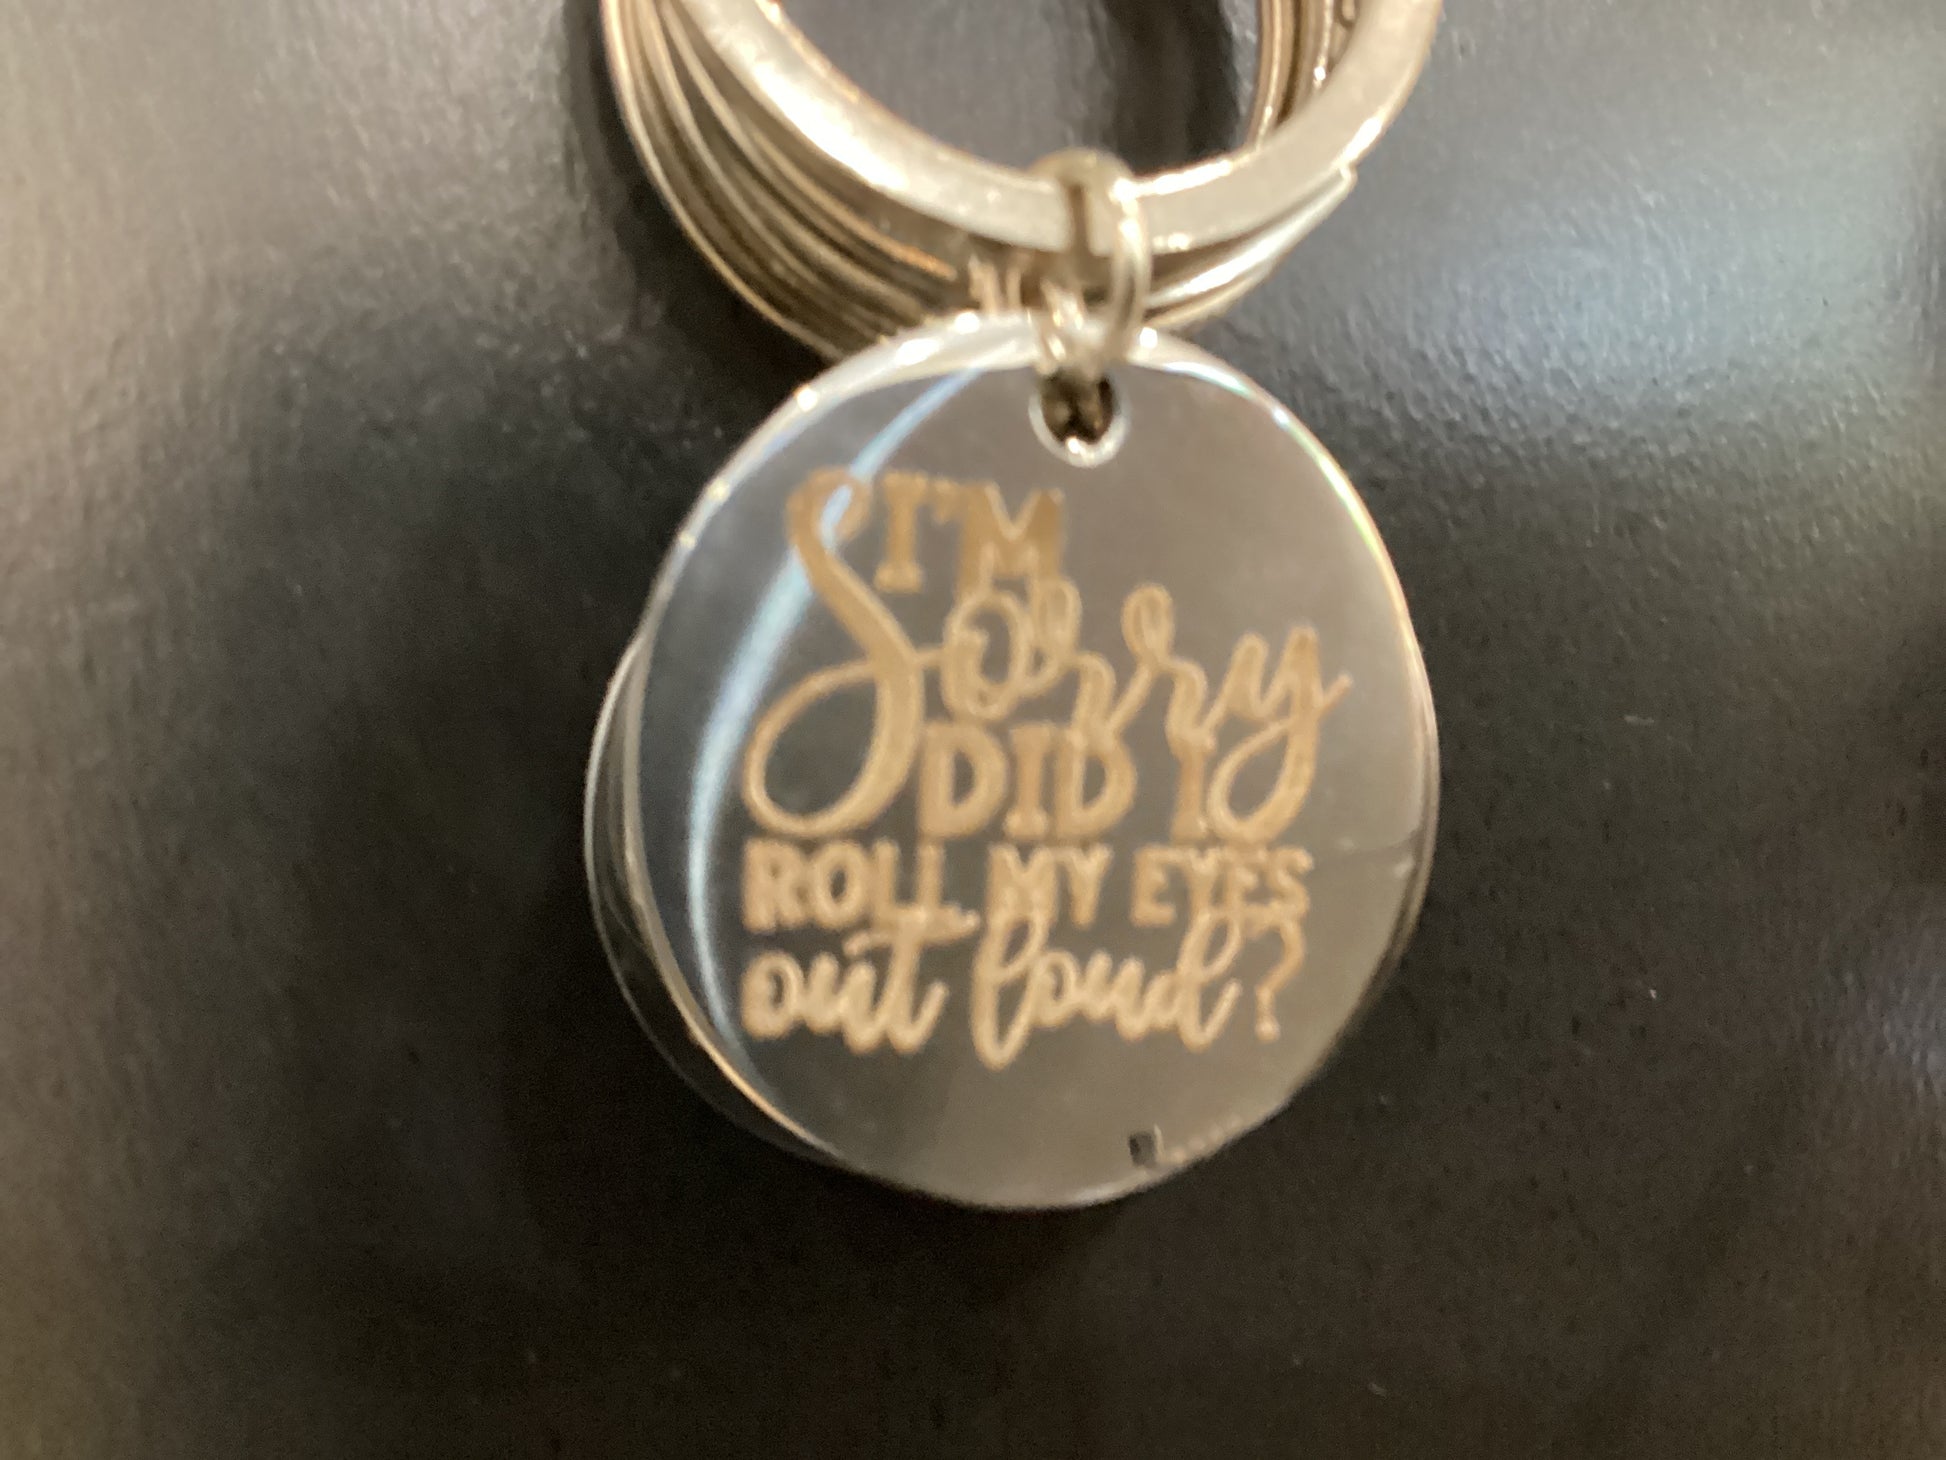 I'M
Sorry
DID I
ROLL MY EYES
out loud?